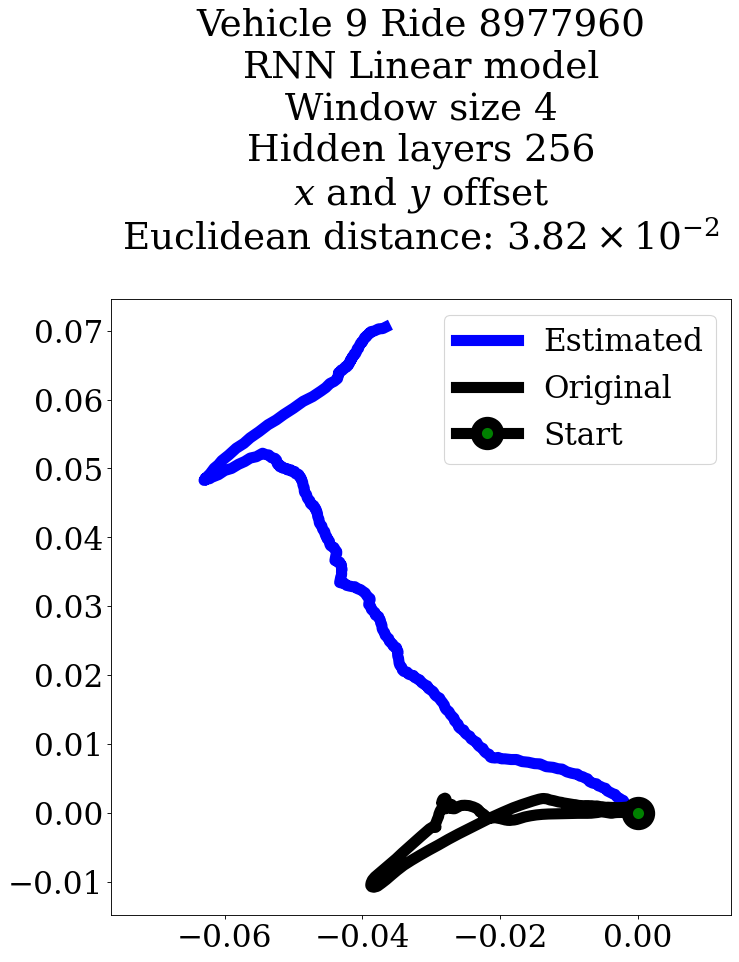 Vehicle 9 Ride 8977960
RNN Linear model
Window size 4
Hidden layers 256
x and y offset
Euclidean distance: 3.82 × 10⁻²
Estimated
Original
Start
0.07
0.06
0.05
0.04
0.03
0.02
0.01
0.00
−0.01
−0.06 −0.04 −0.02 0.00